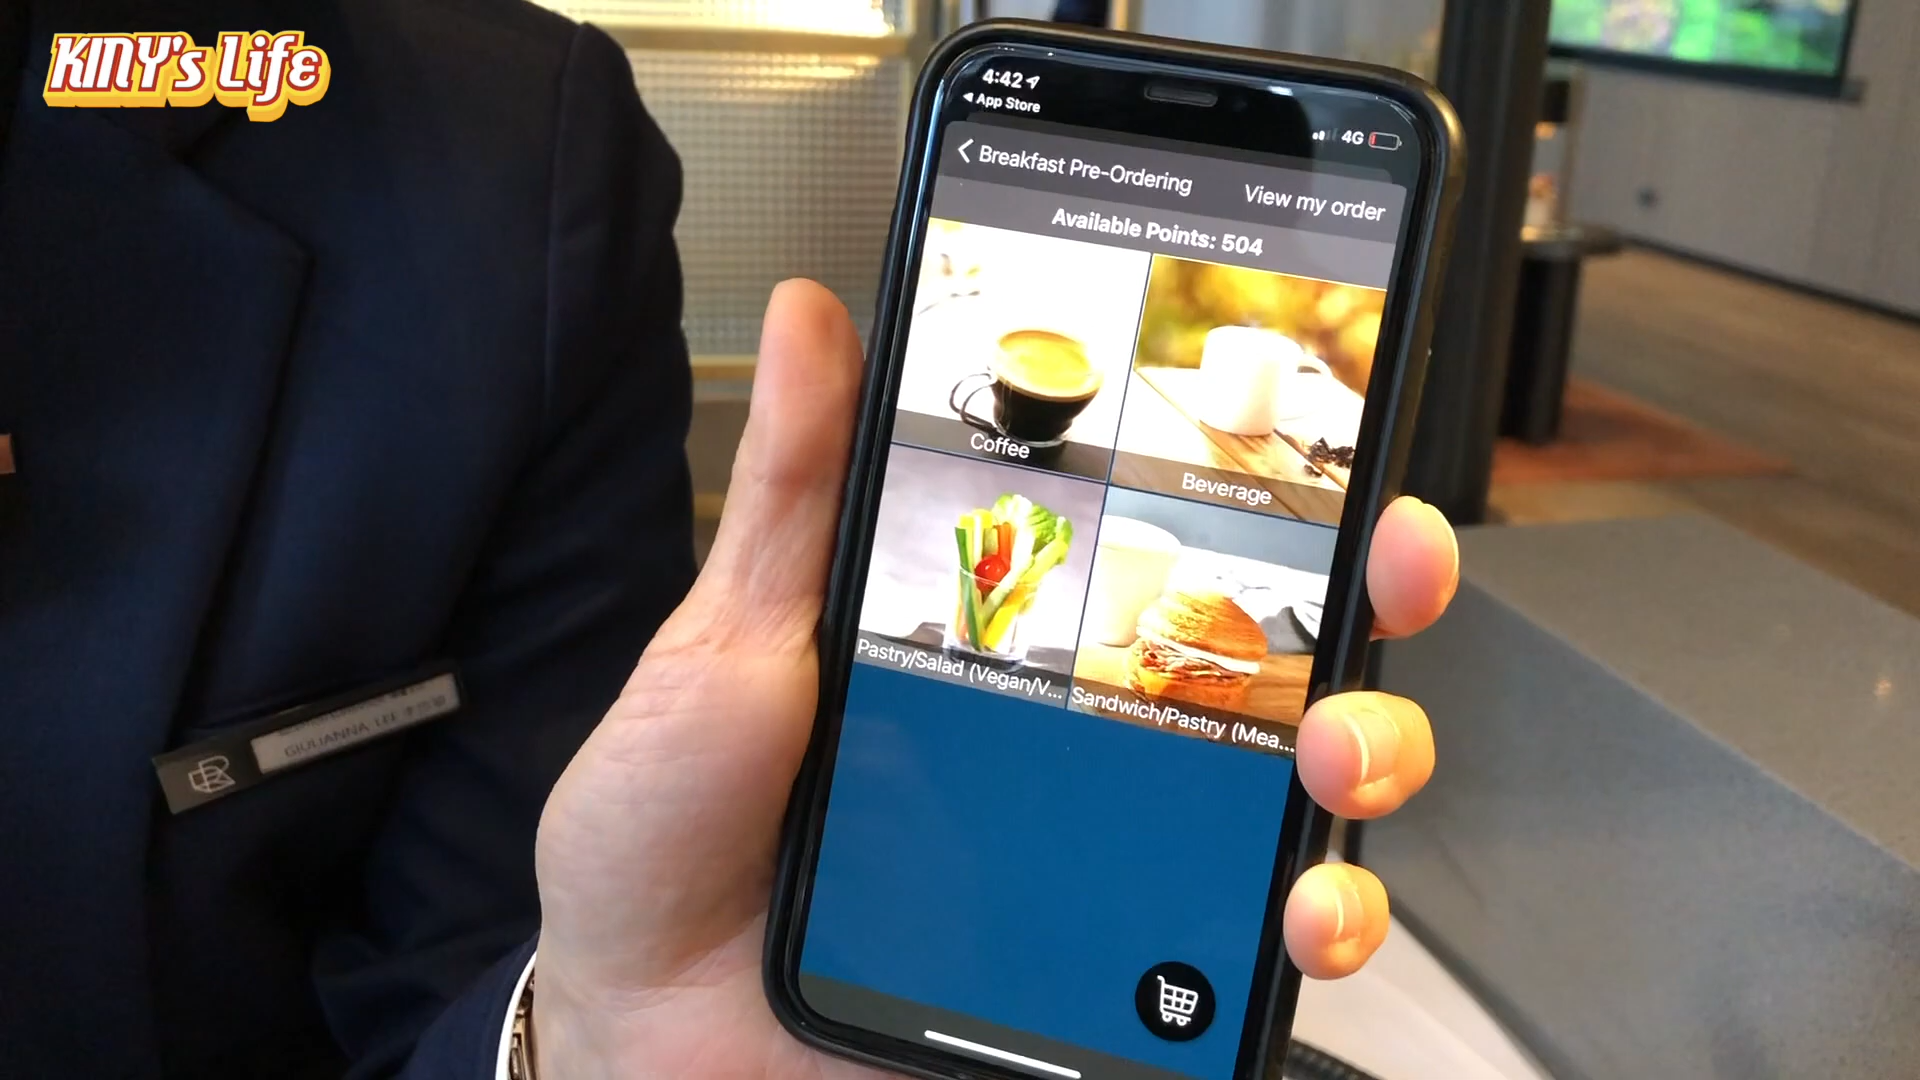 KINY's Life
4:42
App Store
4G
Breakfast Pre-Ordering
View my order
Available Points: 504
Coffee
Beverage
Pastry/Salad (Vegan/V...
Sandwich/Pastry (Mea...
GIULIANNA LEE